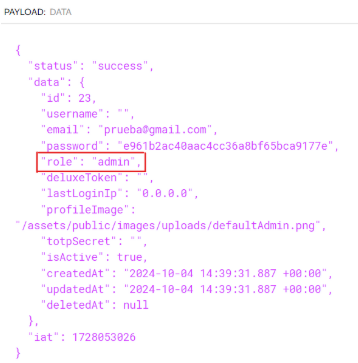 PAYLOAD: DATA
{
"status": "success",
"data": {
"id": 23,
"username": "",
"email": "prueba@gmail.com",
"password": "e961b2ac40aac4cc36a8bf65bca9177e",
"role": "admin",
"deluxeToken": "",
"lastLoginIp": "0.0.0.0",
"profileImage":
"/assets/public/images/uploads/defaultAdmin.png",
"totpSecret": "",
"isActive": true,
"createdAt": "2024-10-04 14:39:31.887 +00:00",
"updatedAt": "2024-10-04 14:39:31.887 +00:00",
"deletedAt": null
},
"iat": 1728053026
}